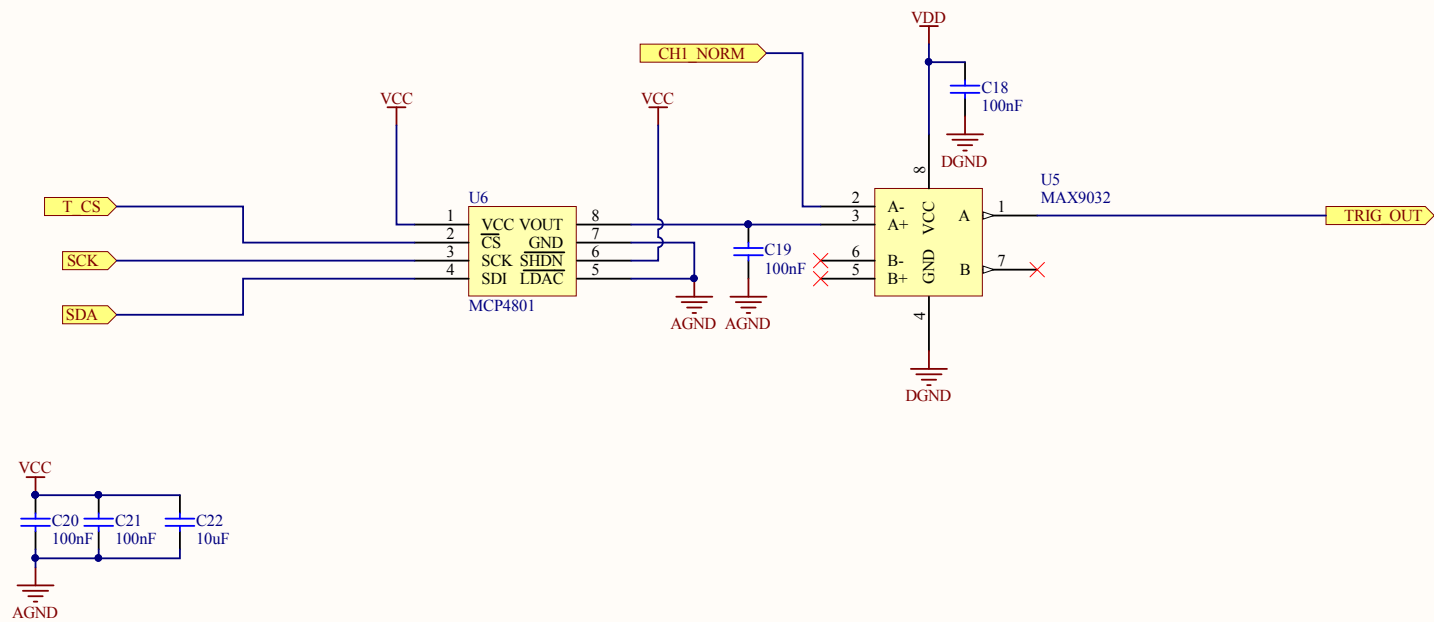 VDD
CH1_NORM
C18
100nF
VCC
VCC
DGND
8
U5
MAX9032
T_CS
U6
2
A-
VCC
A
1
TRIG_OUT
1
VCC
VOUT
8
3
A+
2
CS
GND
7
C19
SCK
3
SCK
SHDN
6
100nF
6
B-
GND
B
7
4
SDI
LDAC
5
5
B+
SDA
MCP4801
AGND
AGND
4
DGND
VCC
C20
C21
C22
100nF
100nF
10uF
AGND